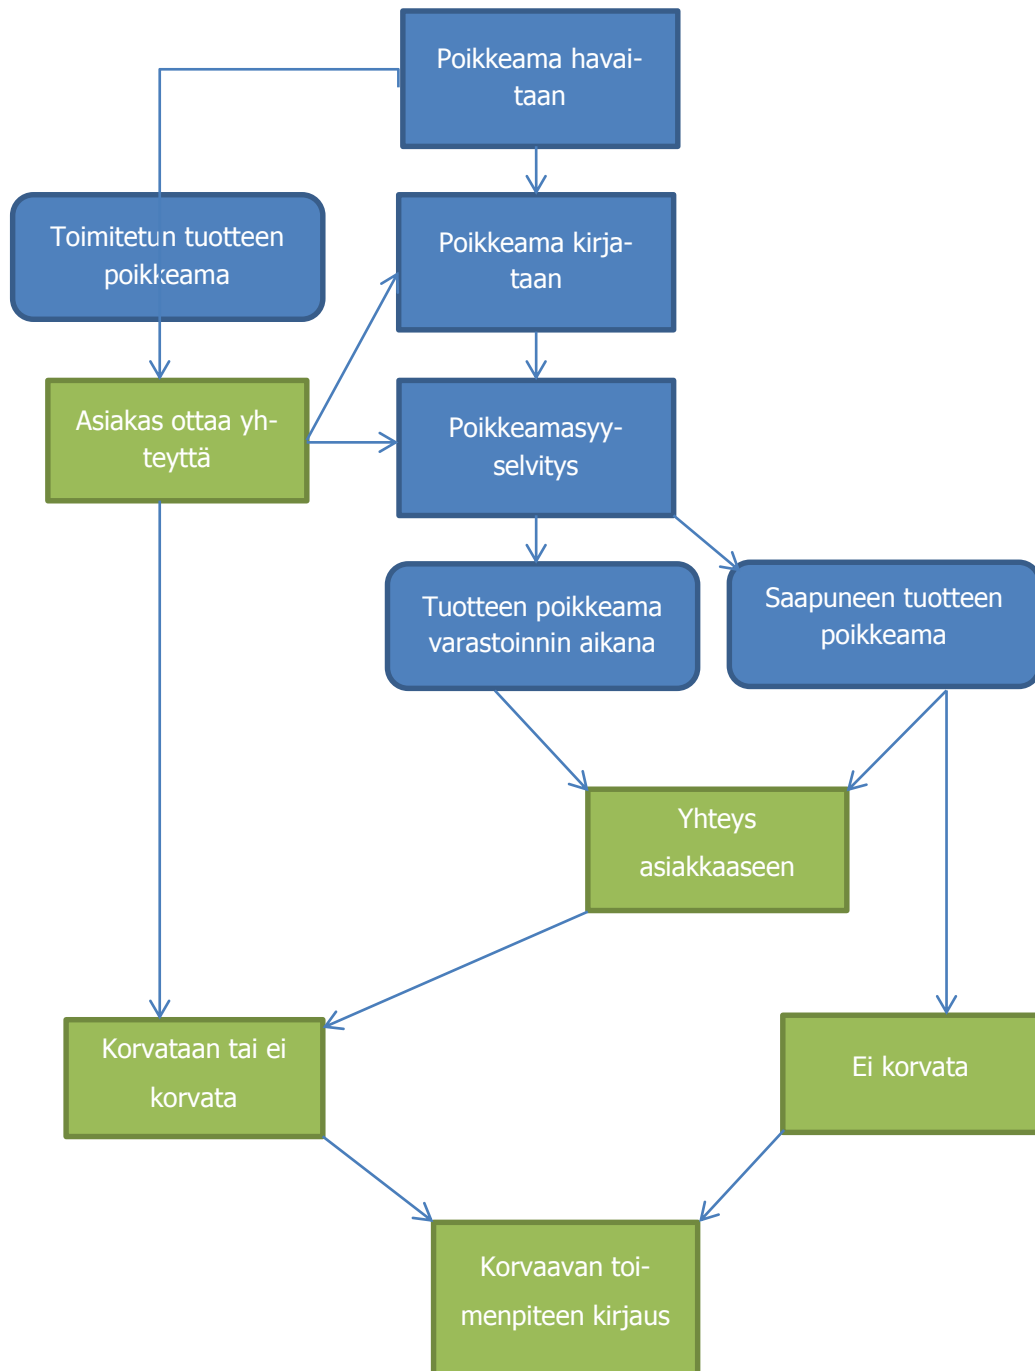 Poikkeama havai-
taan
Toimitetun tuotteen
poikkeama
Poikkeama kirja-
taan
Asiakas ottaa yh-
teyttä
Poikkeamasyy-
selvitys
Tuotteen poikkeama
varastoinnin aikana
Saapuneen tuotteen
poikkeama
Yhteys
asiakkaaseen
Korvataan tai ei
korvata
Ei korvata
Korvaavan toi-
menpiteen kirjaus